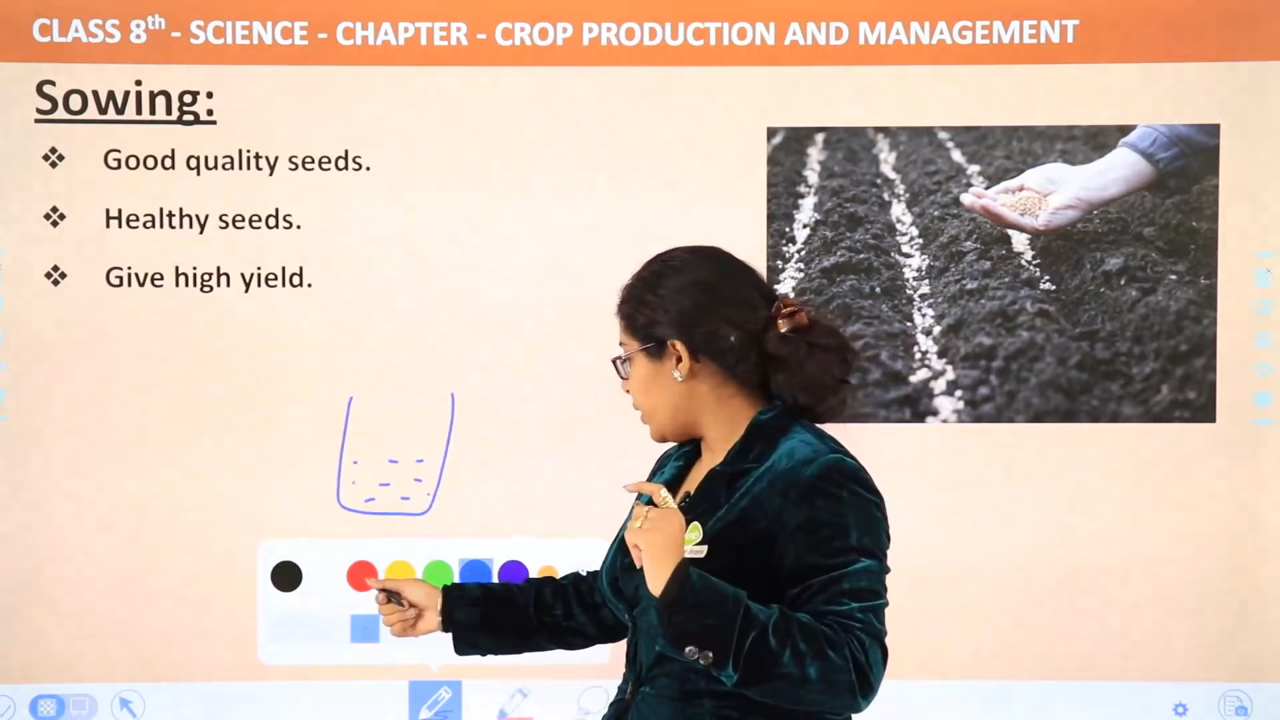 CLASS 8th - SCIENCE - CHAPTER - CROP PRODUCTION AND MANAGEMENT
Sowing:
❖ Good quality seeds.
❖ Healthy seeds.
❖ Give high yield.